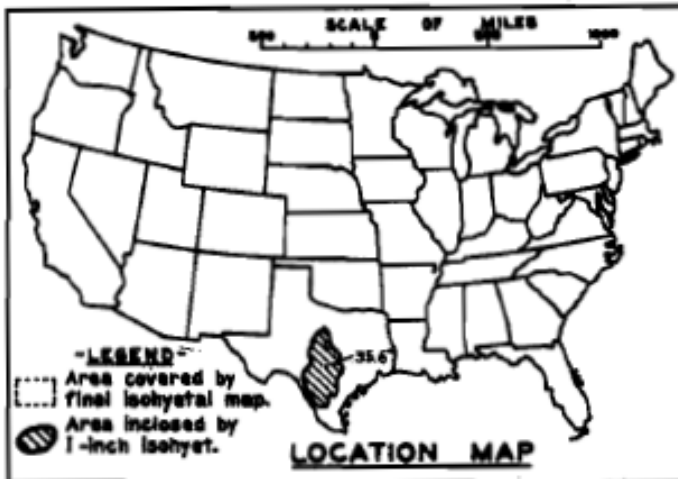 SCALE OF MILES
500 0 500 1000
35.6"
-LEGEND-
Area covered by
final isohyetal map.
Area inclosed by
1-inch isohyet.
LOCATION MAP